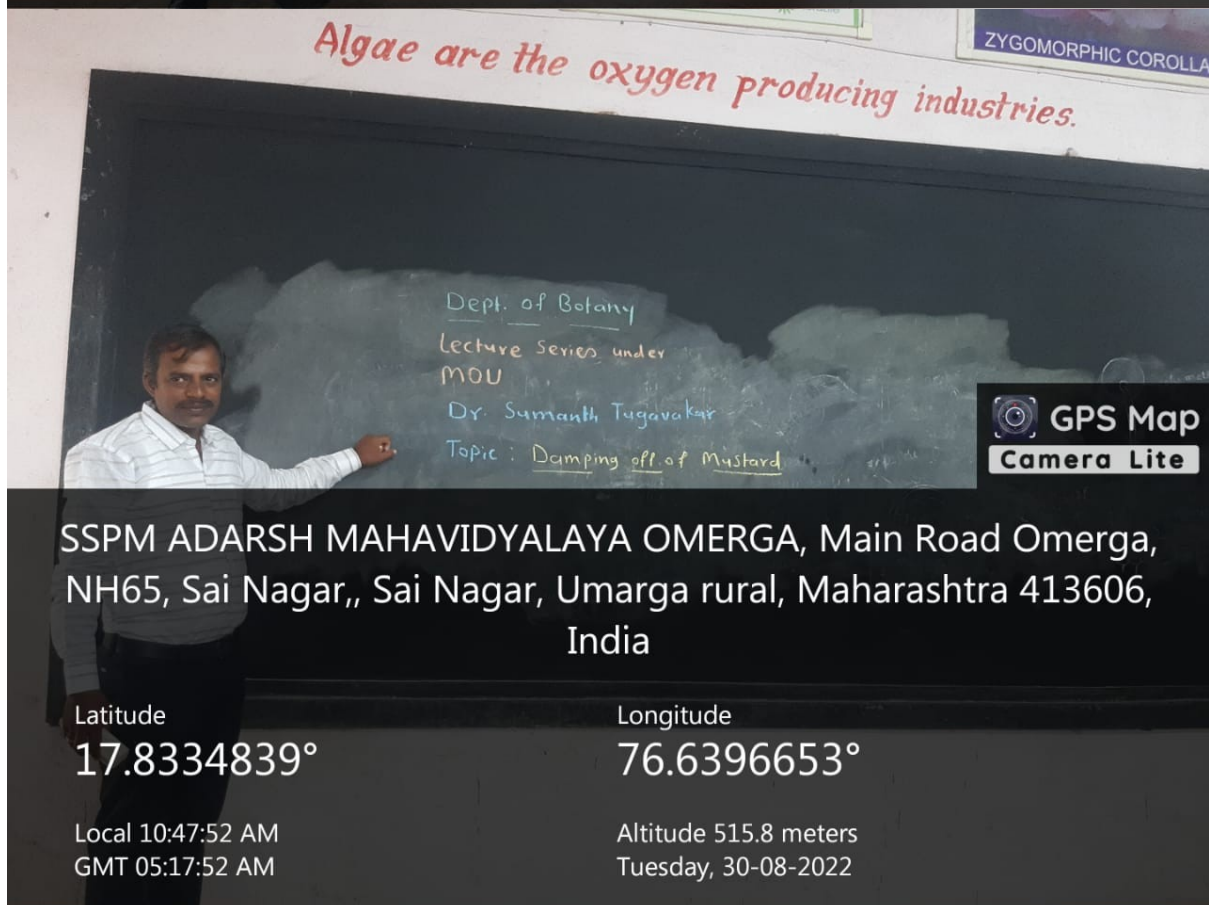 ZYGOMORPHIC COROLLA
Algae are the oxygen producing industries.
Dept. of Botany
Lecture Series under
MOU
Dr. Sumanth Tugavakar
Topic : Damping off of Mustard
GPS Map
Camera Lite
SSPM ADARSH MAHAVIDYALAYA OMERGA, Main Road Omerga,
NH65, Sai Nagar,, Sai Nagar, Umarga rural, Maharashtra 413606,
India
Latitude
17.8334839°
Longitude
76.6396653°
Local 10:47:52 AM
GMT 05:17:52 AM
Altitude 515.8 meters
Tuesday, 30-08-2022